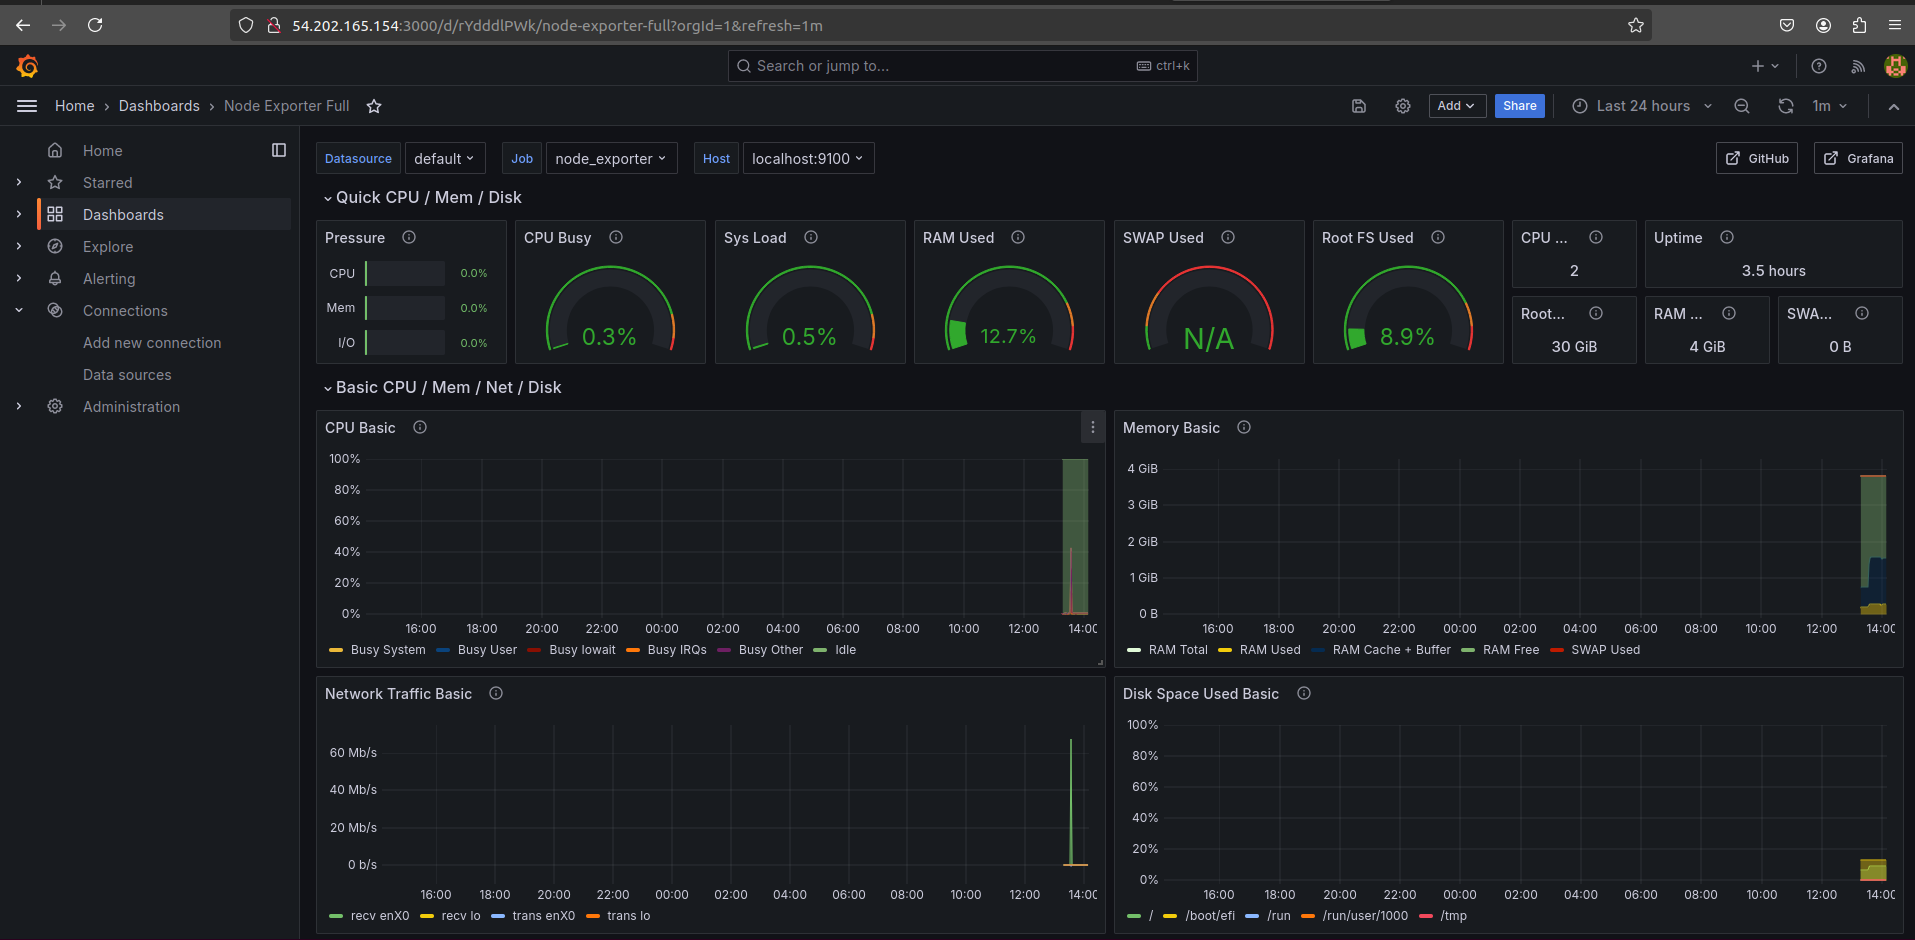 54.202.165.154:3000/d/rYdddlPWk/node-exporter-full?orgId=1&refresh=1m
Search or jump to... ctrl+k
Home › Dashboards › Node Exporter Full Add Share Last 24 hours 1m
Home
Starred
Dashboards
Explore
Alerting
Connections
Add new connection
Data sources
Administration
Datasource default Job node_exporter Host localhost:9100 GitHub Grafana
Quick CPU / Mem / Disk
Pressure
CPU 0.0%
Mem 0.0%
I/O 0.0%
CPU Busy
0.3%
Sys Load
0.5%
RAM Used
12.7%
SWAP Used
N/A
Root FS Used
8.9%
CPU ...
2
Uptime
3.5 hours
Root...
30 GiB
RAM ...
4 GiB
SWA...
0 B
Basic CPU / Mem / Net / Disk
CPU Basic
100%
80%
60%
40%
20%
0%
16:00 18:00 20:00 22:00 00:00 02:00 04:00 06:00 08:00 10:00 12:00 14:00
Busy System Busy User Busy Iowait Busy IRQs Busy Other Idle
Memory Basic
4 GiB
3 GiB
2 GiB
1 GiB
0 B
16:00 18:00 20:00 22:00 00:00 02:00 04:00 06:00 08:00 10:00 12:00 14:00
RAM Total RAM Used RAM Cache + Buffer RAM Free SWAP Used
Network Traffic Basic
60 Mb/s
40 Mb/s
20 Mb/s
0 b/s
16:00 18:00 20:00 22:00 00:00 02:00 04:00 06:00 08:00 10:00 12:00 14:00
recv enX0 recv lo trans enX0 trans lo
Disk Space Used Basic
100%
80%
60%
40%
20%
0%
16:00 18:00 20:00 22:00 00:00 02:00 04:00 06:00 08:00 10:00 12:00 14:00
/ /boot/efi /run /run/user/1000 /tmp